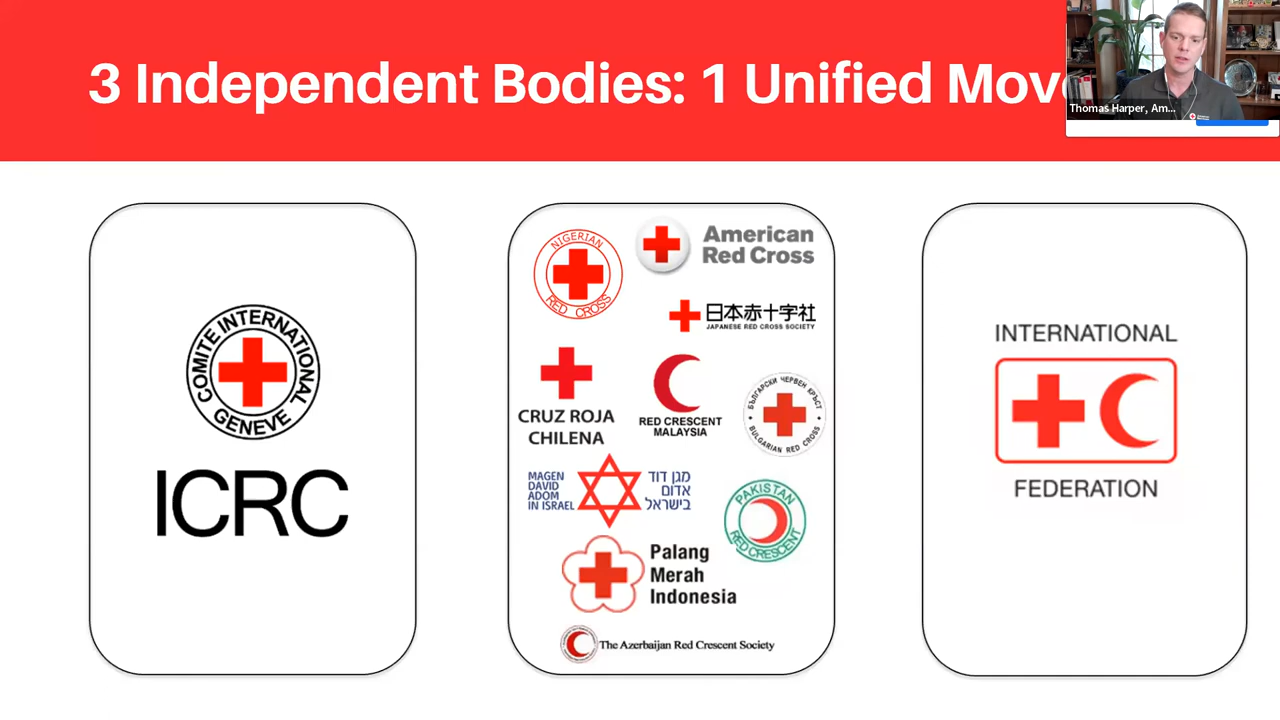 3 Independent Bodies: 1 Unified Move
Thomas Harper, Am...
COMITE INTERNATIONAL
GENEVE
ICRC
NIGERIAN
RED CROSS
American
Red Cross
日本赤十字社
JAPANESE RED CROSS SOCIETY
CRUZ ROJA
CHILENA
RED CRESCENT
MALAYSIA
БЪЛГАРСКИ ЧЕРВЕН КРЪСТ
BULGARIAN RED CROSS
MAGEN
DAVID
ADOM
IN ISRAEL
מגן דוד
אדום
בישראל
PAKISTAN
RED CRESCENT
Palang
Merah
Indonesia
The Azerbaijan Red Crescent Society
INTERNATIONAL
FEDERATION